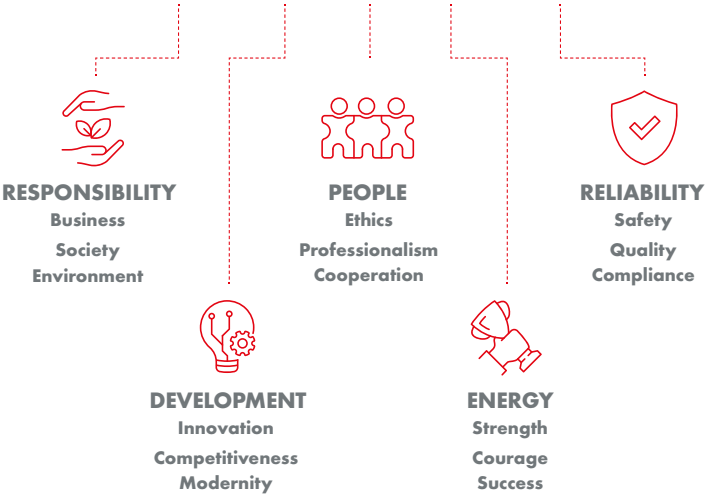 RESPONSIBILITY
Business
Society
Environment
PEOPLE
Ethics
Professionalism
Cooperation
RELIABILITY
Safety
Quality
Compliance
DEVELOPMENT
Innovation
Competitiveness
Modernity
ENERGY
Strength
Courage
Success